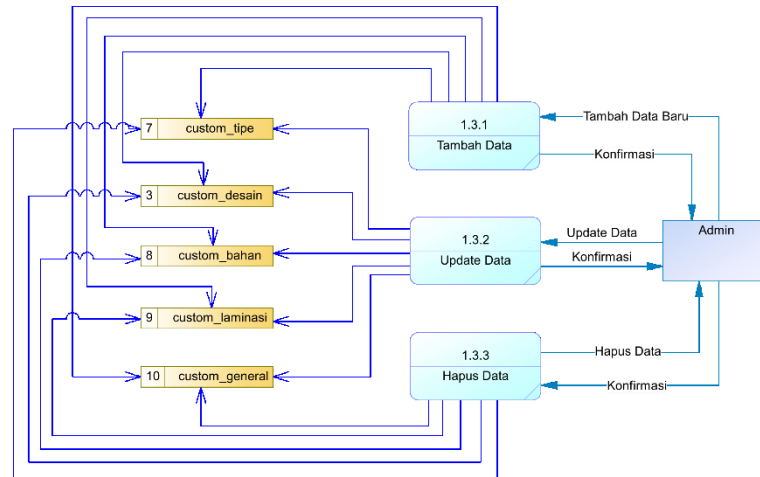 7 custom_tipe
3 custom_desain
8 custom_bahan
9 custom_laminasi
10 custom_general
1.3.1
Tambah Data
1.3.2
Update Data
1.3.3
Hapus Data
Tambah Data Baru
Konfirmasi
Update Data
Konfirmasi
Hapus Data
Konfirmasi
Admin